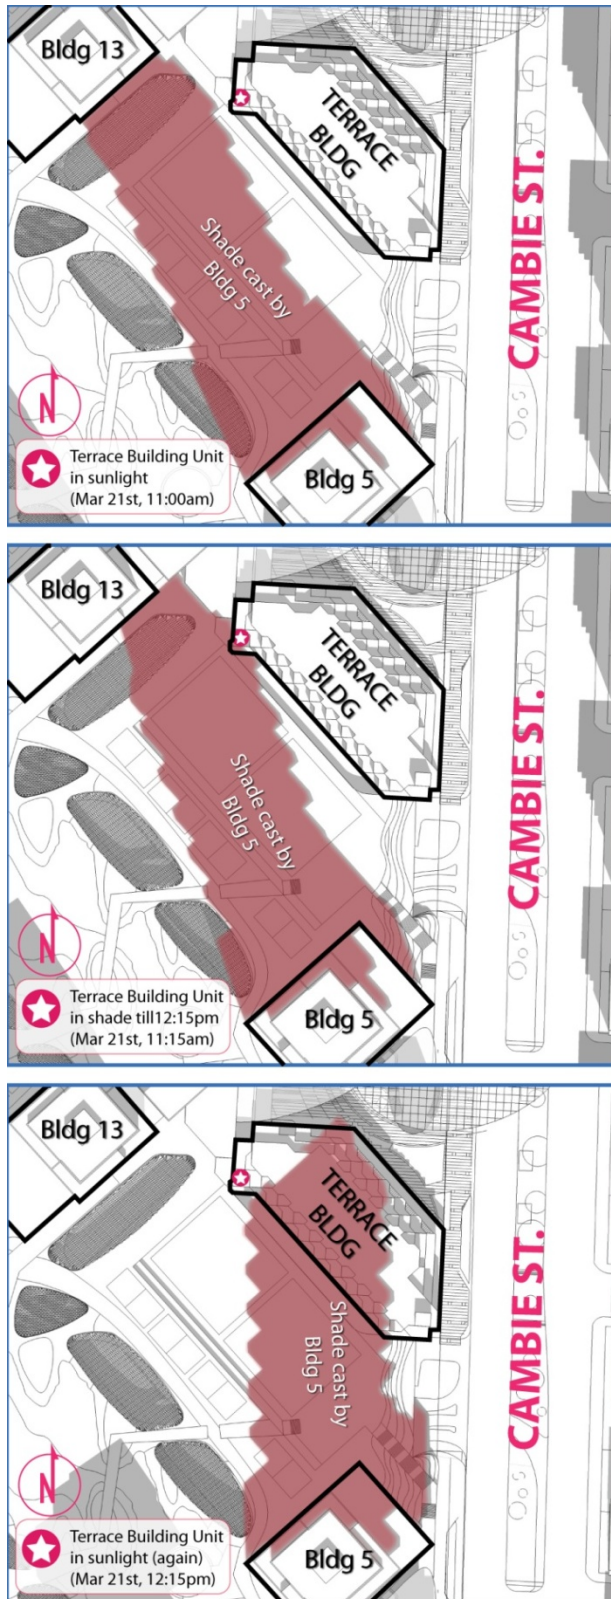 Bldg 13
TERRACE
BLDG
CAMBIE ST.
Shade cast by
Bldg 5
N
Bldg 5
Terrace Building Unit
in sunlight
(Mar 21st, 11:00am)
Bldg 13
TERRACE
BLDG
CAMBIE ST.
Shade cast by
Bldg 5
N
Bldg 5
Terrace Building Unit
in shade till12:15pm
(Mar 21st, 11:15am)
Bldg 13
TERRACE
BLDG
CAMBIE ST.
Shade cast by
Bldg 5
N
Bldg 5
Terrace Building Unit
in sunlight (again)
(Mar 21st, 12:15pm)